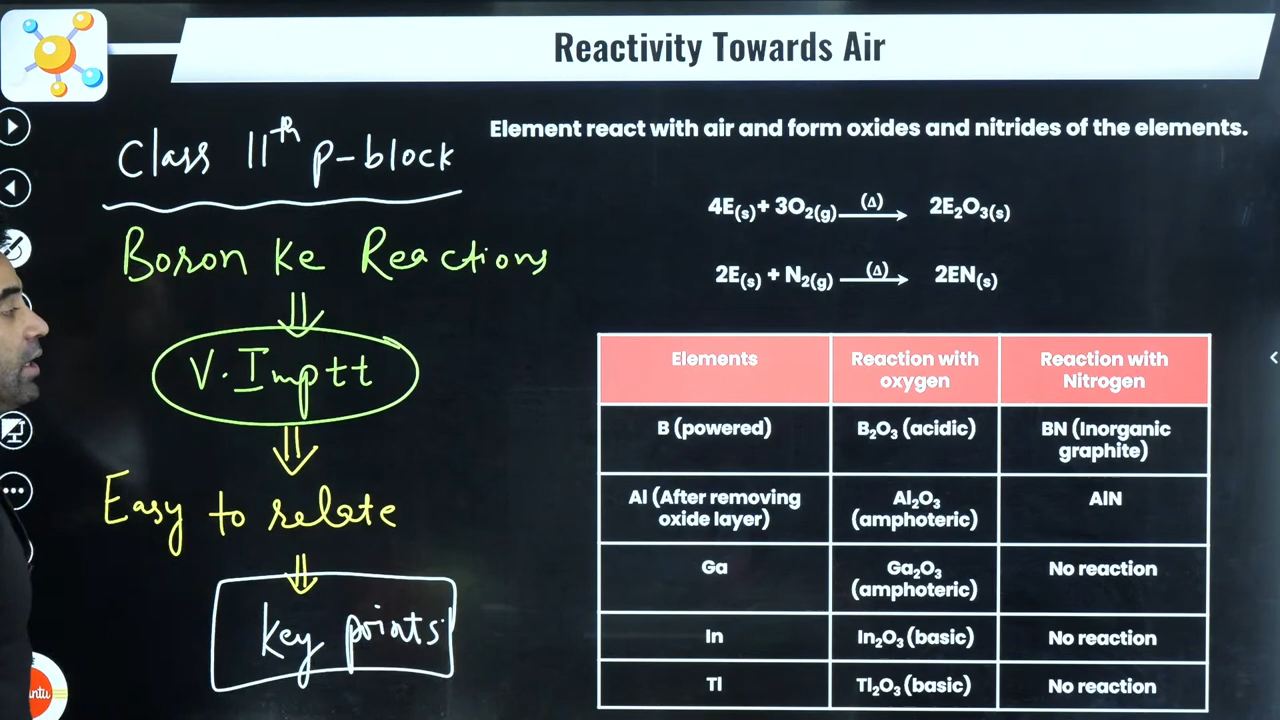 Reactivity Towards Air
Class 11th p-block
Boron Ke Reactions
V. Imptt
Easy to relate
Key points
Element react with air and form oxides and nitrides of the elements.
4E(s)+ 3O2(g) (Δ) → 2E2O3(s)
2E(s) + N2(g) (Δ) → 2EN(s)
Elements
Reaction with oxygen
Reaction with Nitrogen
B (powered)
B2O3 (acidic)
BN (Inorganic graphite)
Al (After removing oxide layer)
Al2O3 (amphoteric)
AlN
Ga
Ga2O3 (amphoteric)
No reaction
In
In2O3 (basic)
No reaction
Tl
Tl2O3 (basic)
No reaction